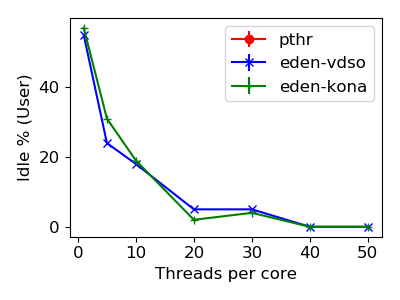 pthr
eden-vdso
eden-kona
Idle % (User)
40
20
0
0
10
20
30
40
50
Threads per core